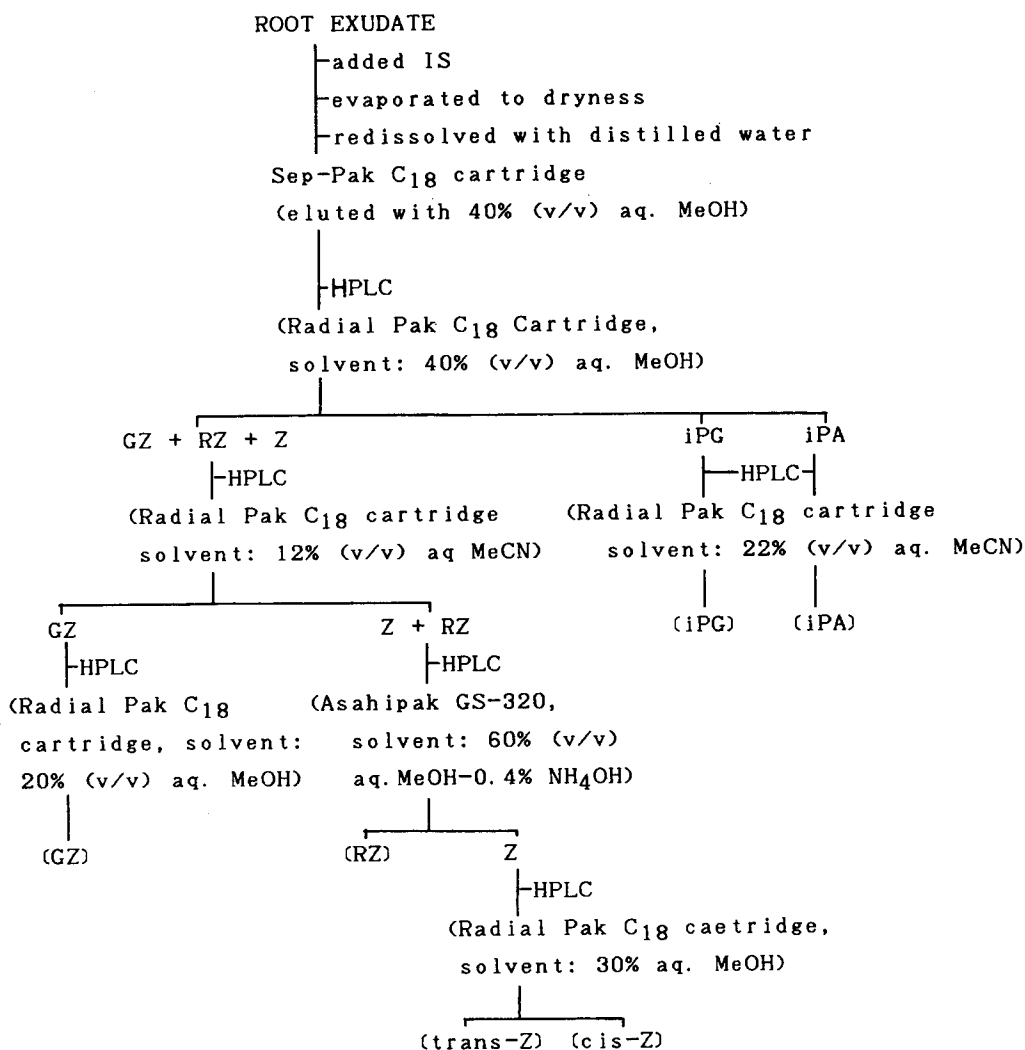 ROOT EXUDATE
added IS
evaporated to dryness
redissolved with distilled water
Sep-Pak C18 cartridge
(eluted with 40% (v/v) aq. MeOH)
HPLC
(Radial Pak C18 Cartridge,
solvent: 40% (v/v) aq. MeOH)
GZ + RZ + Z
iPG
iPA
HPLC
HPLC
(Radial Pak C18 cartridge
solvent: 12% (v/v) aq MeCN)
(Radial Pak C18 cartridge
solvent: 22% (v/v) aq. MeCN)
GZ
Z + RZ
(iPG)
(iPA)
HPLC
HPLC
(Radial Pak C18
cartridge, solvent:
20% (v/v) aq. MeOH)
(Asahipak GS-320,
solvent: 60% (v/v)
aq.MeOH-0.4% NH4OH)
(GZ)
(RZ)
Z
HPLC
(Radial Pak C18 caetridge,
solvent: 30% aq. MeOH)
(trans-Z) (cis-Z)